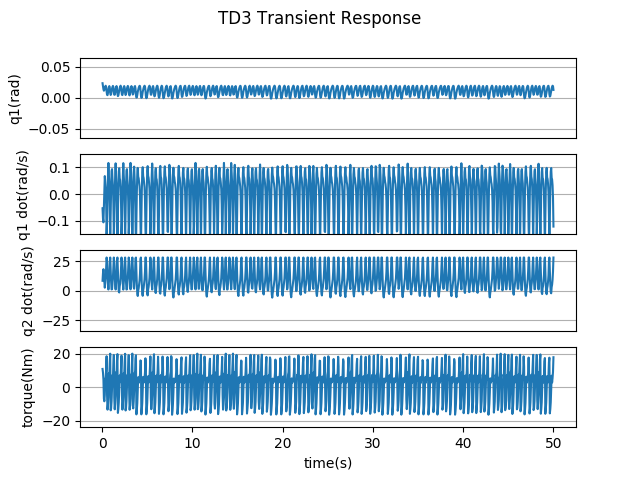 TD3 Transient Response
q1(rad)
0.05
0.00
−0.05
q1 dot(rad/s)
0.1
0.0
−0.1
q2 dot(rad/s)
25
0
−25
torque(Nm)
20
0
−20
0 10 20 30 40 50
time(s)